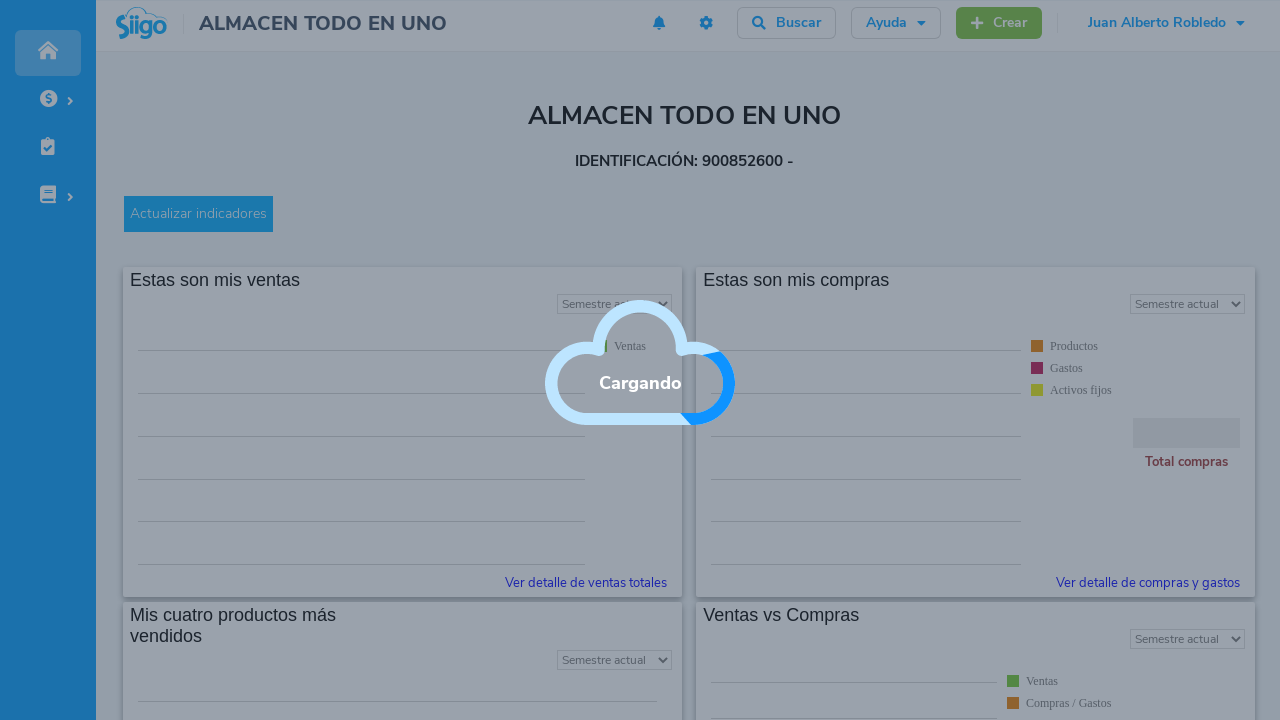 Siigo
ALMACEN TODO EN UNO
Buscar
Ayuda
Crear
Juan Alberto Robledo
ALMACEN TODO EN UNO
IDENTIFICACIÓN: 900852600 -
Actualizar indicadores
Estas son mis ventas
Semestre actual
Ventas
Ver detalle de ventas totales
Estas son mis compras
Semestre actual
Productos
Gastos
Activos fijos
Total compras
Ver detalle de compras y gastos
Cargando
Mis cuatro productos más
vendidos
Semestre actual
Ventas vs Compras
Semestre actual
Ventas
Compras / Gastos